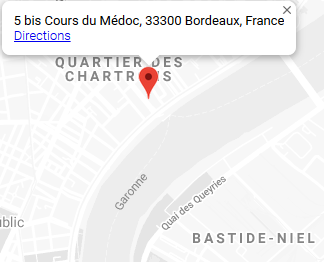 5 bis Cours du Médoc, 33300 Bordeaux, France
Directions
QUARTIER DES
CHARTRONS
Garonne
Quai des Queyries
BASTIDE-NIEL